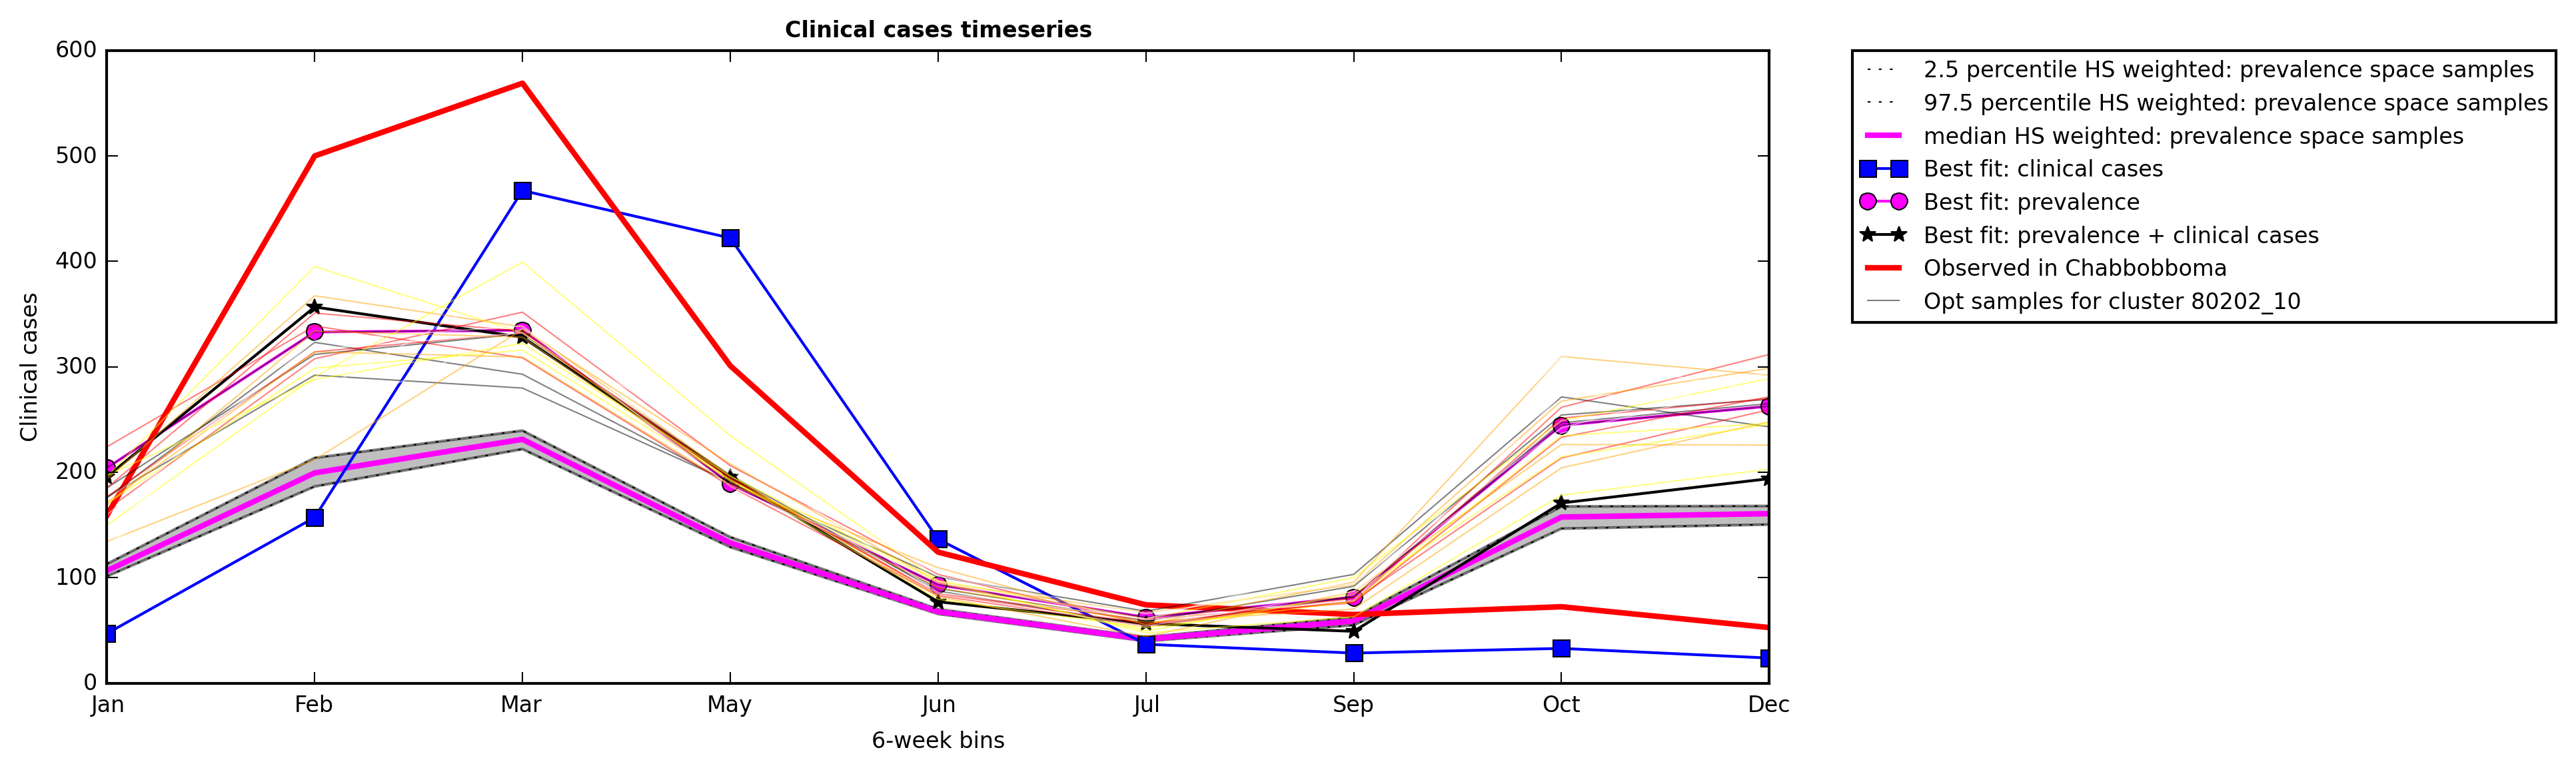 Clinical cases timeseries
600
500
400
300
200
100
0
Clinical cases
Jan Feb Mar May Jun Jul Sep Oct Dec
6-week bins
2.5 percentile HS weighted: prevalence space samples
97.5 percentile HS weighted: prevalence space samples
median HS weighted: prevalence space samples
Best fit: clinical cases
Best fit: prevalence
Best fit: prevalence + clinical cases
Observed in Chabbobboma
Opt samples for cluster 80202_10